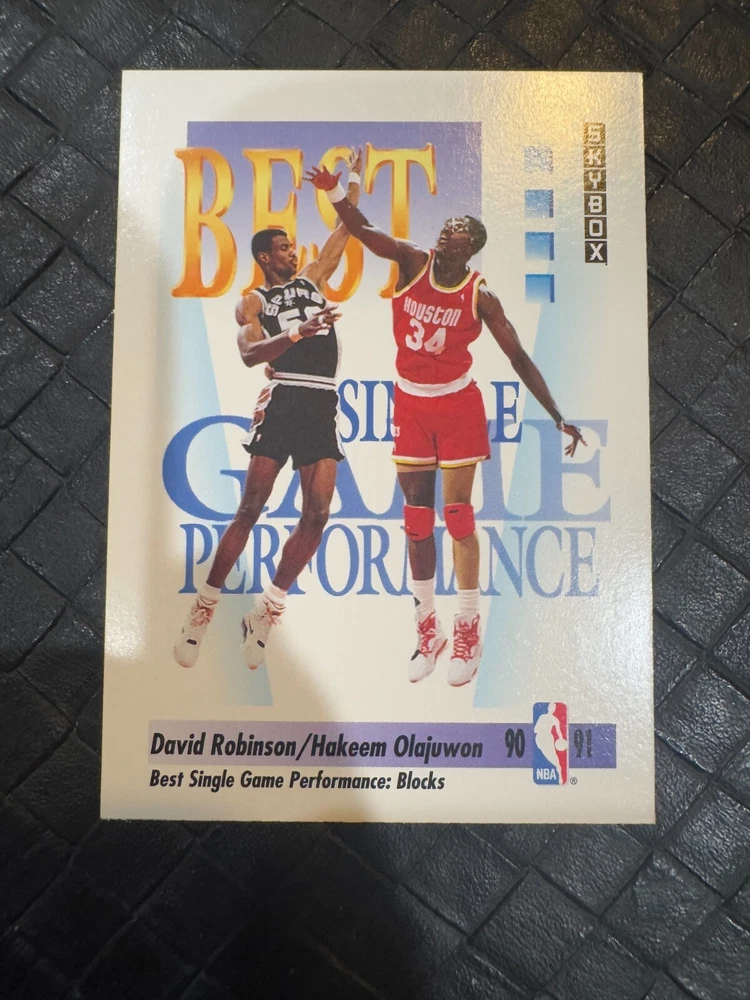 SKYBOX
BEST
SPURS
50
HOUSTON
34
SINGLE
GAME
PERFORMANCE
David Robinson/Hakeem Olajuwon 90 91
NBA ®
Best Single Game Performance: Blocks